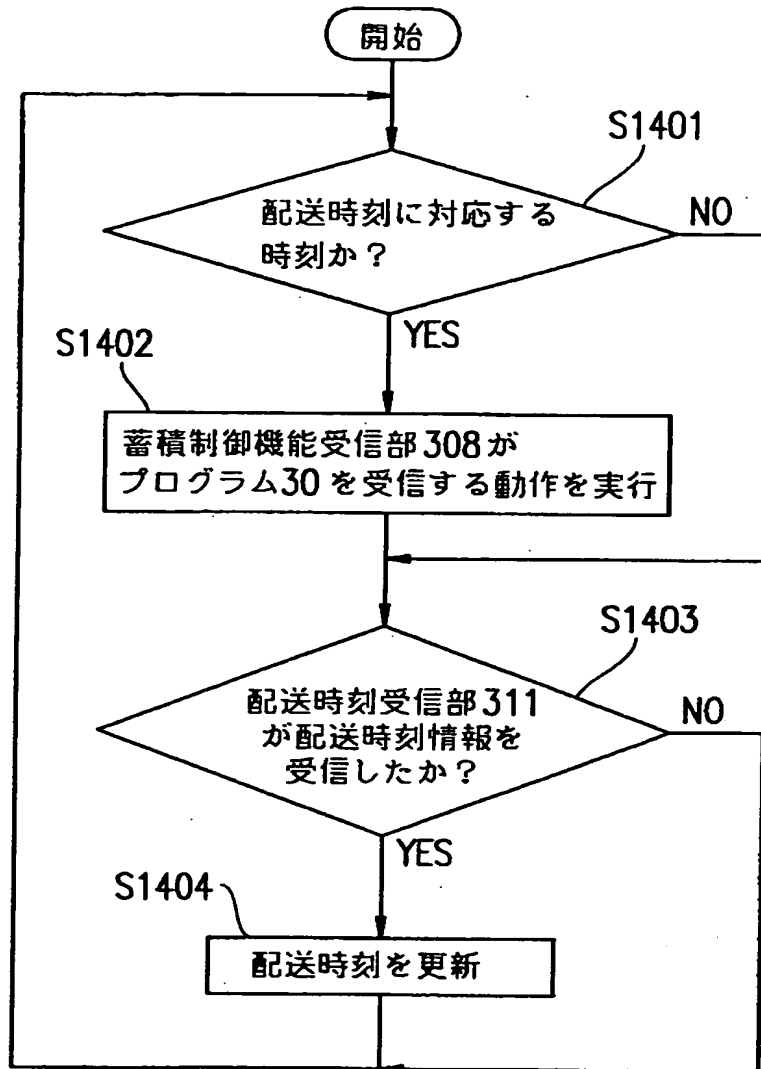 開始
S1401
配送時刻に対応する
時刻か？
NO
YES
S1402
蓄積制御機能受信部308が
プログラム30を受信する動作を実行
S1403
配送時刻受信部311
が配送時刻情報を
受信したか？
NO
YES
S1404
配送時刻を更新